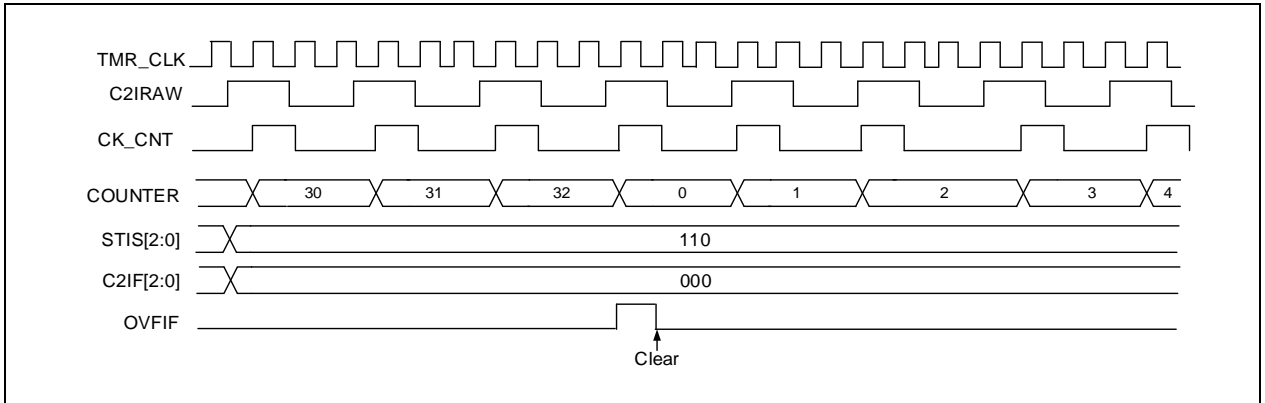 TMR_CLK
C2IRAW
CK_CNT
COUNTER 30 31 32 0 1 2 3 4
STIS[2:0] 110
C2IF[2:0] 000
OVFIF
Clear